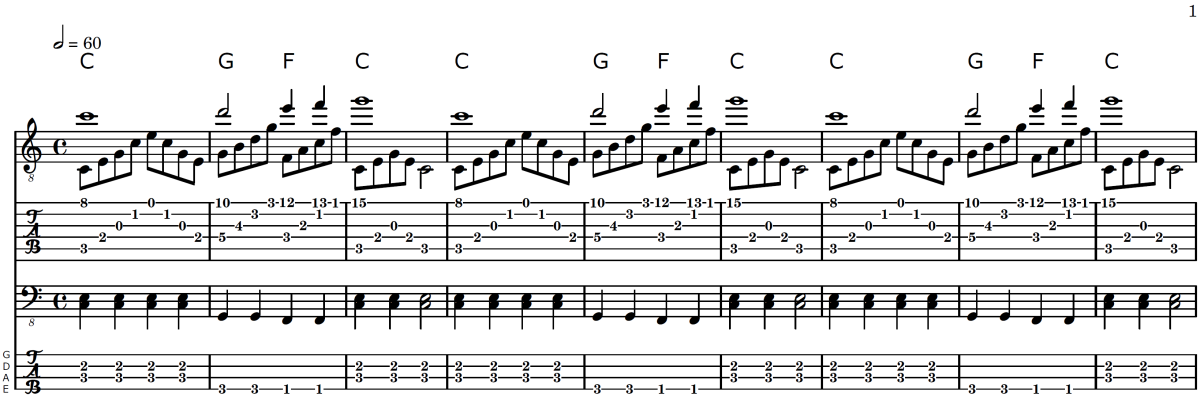 1
= 60
C G F C C G F C C G F C
8
8 0 10 3-12 13-1 15 8 0 10 3-12 13-1 15 8 0 10 3-12 13-1 15
1 1 3 1 1 1 3 1 1 1 3 1
0 0 4 2 0 0 0 4 2 0 0 0 4 2 0
2 2 5 3 2 2 2 2 5 3 2 2 2 2 5 3 2 2
3 3 3 3 3 3 3 3 3
8
G
D 2 2 2 2 2 2 2 2 2 2 2 2 2 2 2 2 2 2 2 2 2
A 3 3 3 3 3 3 3 3 3 3 3 3 3 3 3 3 3 3 3 3 3
E 3 3 1 1 3 3 1 1 3 3 1 1